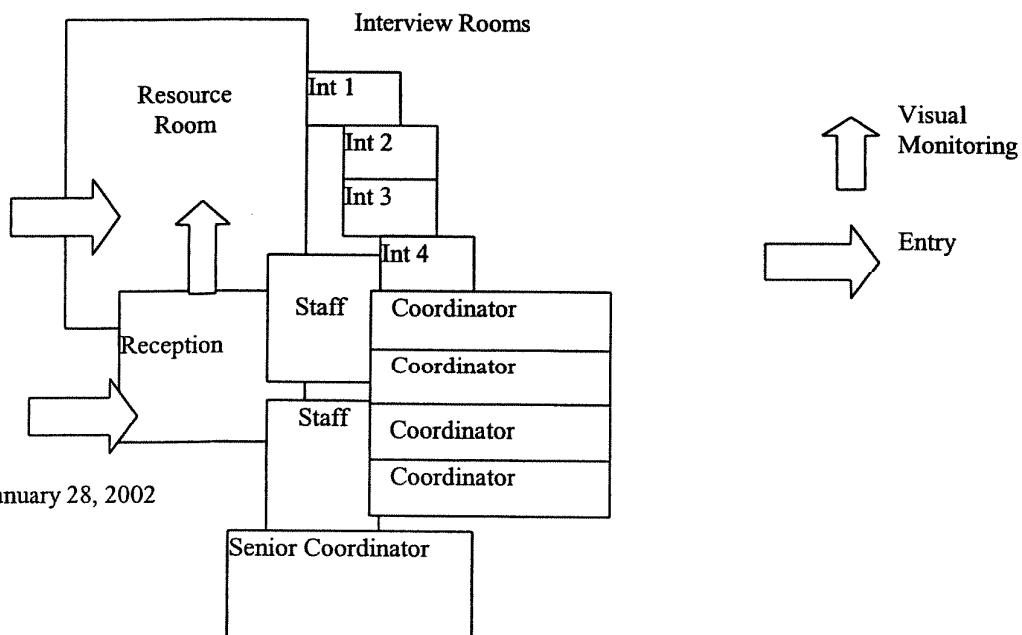 Interview Rooms
Resource
Room
Int 1
Int 2
Int 3
Int 4
Visual
Monitoring
Entry
Staff
Reception
Staff
Coordinator
Coordinator
Coordinator
Coordinator
anuary 28, 2002
Senior Coordinator